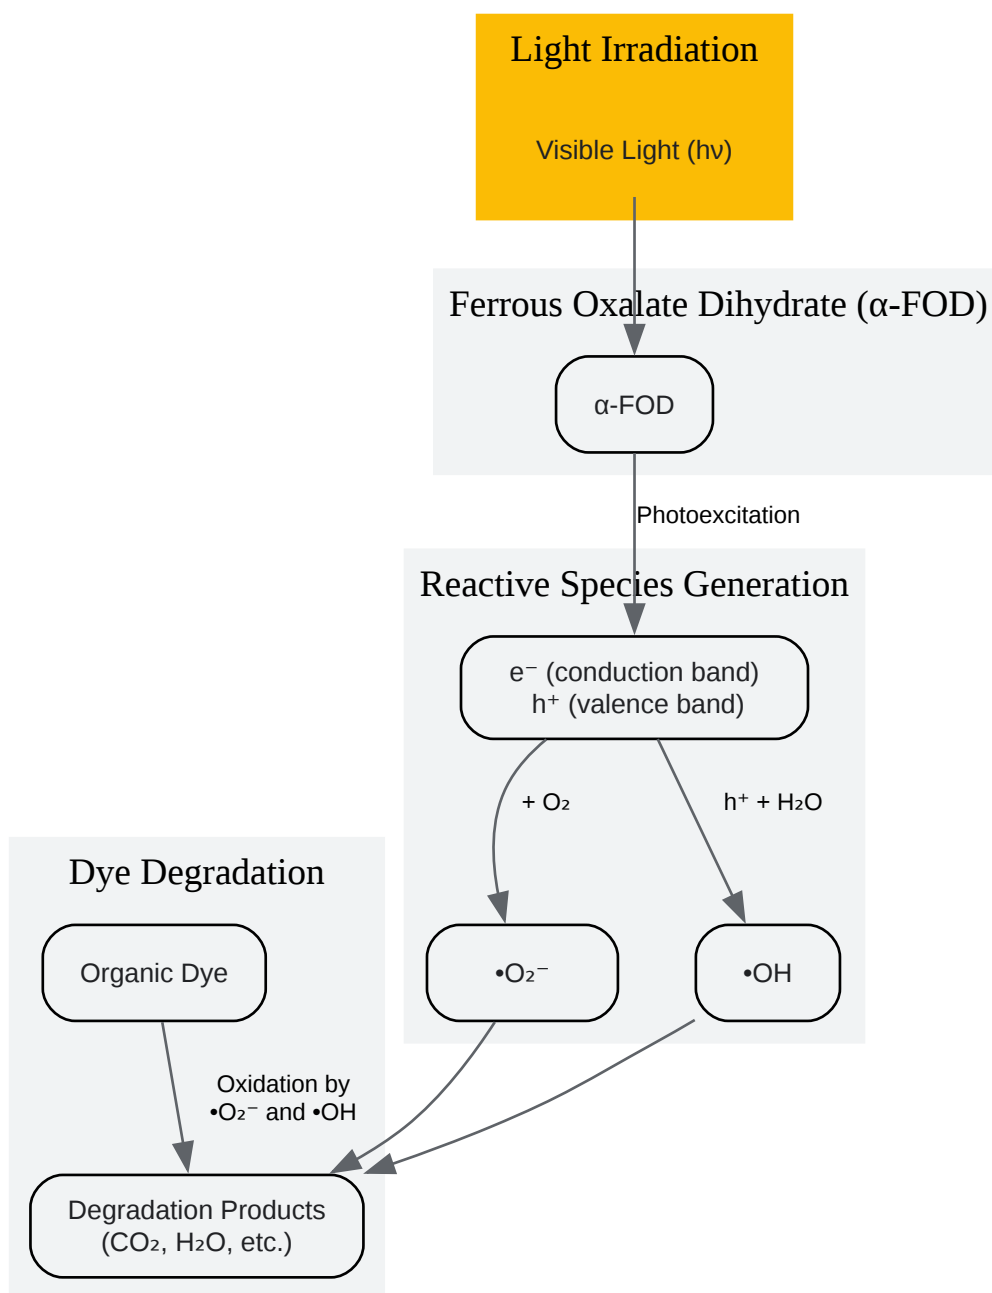 Light Irradiation
Visible Light (hν)
Ferrous Oxalate Dihydrate (α-FOD)
α-FOD
Photoexcitation
Reactive Species Generation
e⁻ (conduction band)
h⁺ (valence band)
+ O₂
h⁺ + H₂O
Dye Degradation
Organic Dye
•O₂⁻
•OH
Oxidation by
•O₂⁻ and •OH
Degradation Products
(CO₂, H₂O, etc.)